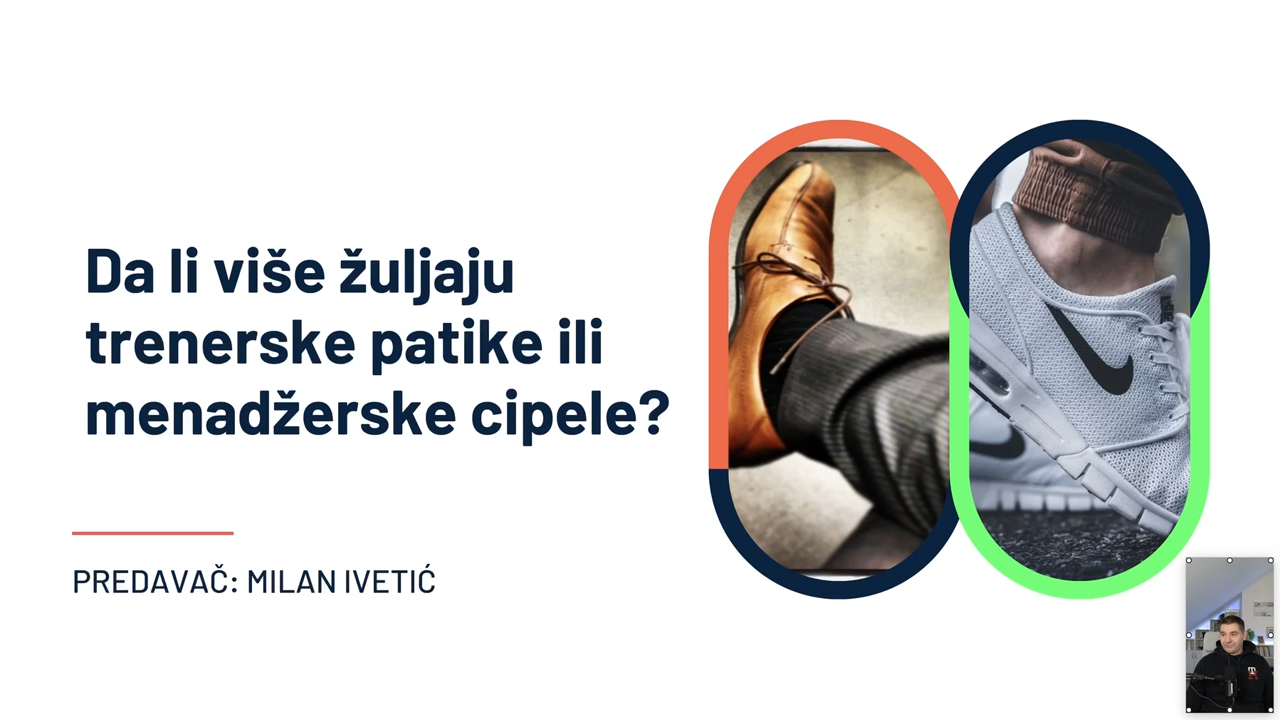 Da li više žuljaju
trenerske patike ili
menadžerske cipele?
PREDAVAČ: MILAN IVETIĆ